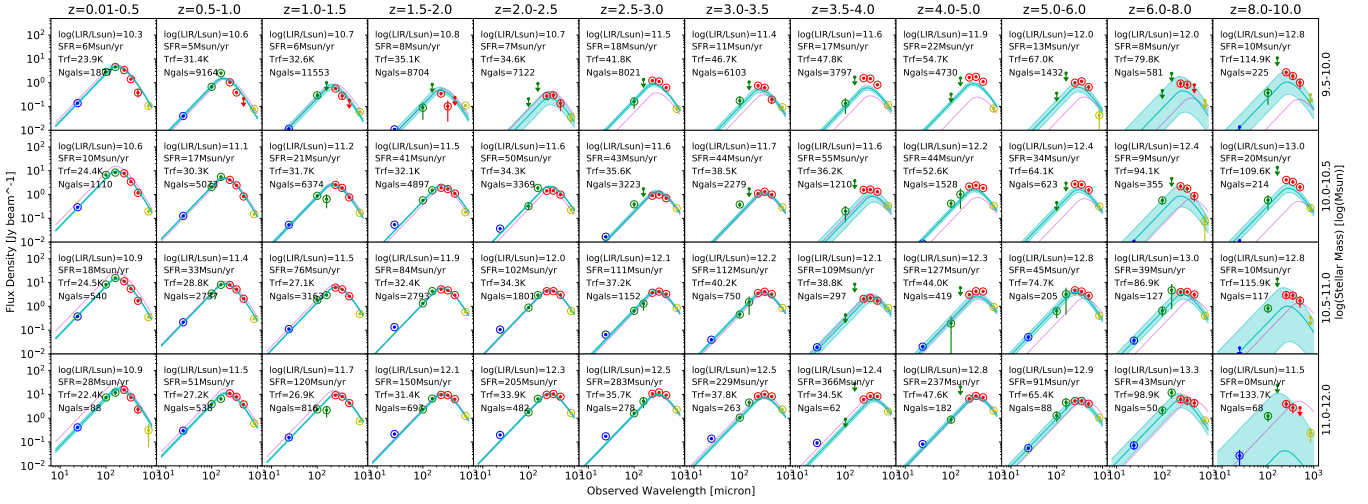 z=0.01-0.5 z=0.5-1.0 z=1.0-1.5 z=1.5-2.0 z=2.0-2.5 z=2.5-3.0 z=3.0-3.5 z=3.5-4.0 z=4.0-5.0 z=5.0-6.0 z=6.0-8.0 z=8.0-10.0
log(LIR/Lsun)=10.3 log(LIR/Lsun)=10.6 log(LIR/Lsun)=10.7 log(LIR/Lsun)=10.8 log(LIR/Lsun)=10.7 log(LIR/Lsun)=11.5 log(LIR/Lsun)=11.4 log(LIR/Lsun)=11.6 log(LIR/Lsun)=11.9 log(LIR/Lsun)=12.0 log(LIR/Lsun)=12.0 log(LIR/Lsun)=12.8
SFR=6Msun/yr SFR=5Msun/yr SFR=6Msun/yr SFR=8Msun/yr SFR=7Msun/yr SFR=18Msun/yr SFR=11Msun/yr SFR=17Msun/yr SFR=22Msun/yr SFR=13Msun/yr SFR=8Msun/yr SFR=10Msun/yr
Trf=23.9K Trf=31.4K Trf=32.6K Trf=35.1K Trf=34.6K Trf=41.8K Trf=46.7K Trf=47.8K Trf=54.7K Trf=67.0K Trf=79.8K Trf=114.9K
Ngals=9164 Ngals=11553 Ngals=8704 Ngals=7122 Ngals=8021 Ngals=6103 Ngals=3797 Ngals=4730 Ngals=1432 Ngals=581 Ngals=225
9.5-10.0
log(LIR/Lsun)=10.6 log(LIR/Lsun)=11.1 log(LIR/Lsun)=11.2 log(LIR/Lsun)=11.5 log(LIR/Lsun)=11.6 log(LIR/Lsun)=11.6 log(LIR/Lsun)=11.7 log(LIR/Lsun)=11.6 log(LIR/Lsun)=12.2 log(LIR/Lsun)=12.4 log(LIR/Lsun)=12.4 log(LIR/Lsun)=13.0
SFR=10Msun/yr SFR=17Msun/yr SFR=21Msun/yr SFR=41Msun/yr SFR=50Msun/yr SFR=43Msun/yr SFR=44Msun/yr SFR=55Msun/yr SFR=44Msun/yr SFR=34Msun/yr SFR=9Msun/yr SFR=20Msun/yr
Trf=24.4K Trf=30.3K Trf=31.7K Trf=32.1K Trf=34.3K Trf=35.6K Trf=38.5K Trf=36.2K Trf=52.6K Trf=64.1K Trf=94.1K Trf=109.6K
Ngals=1110 Ngals=6374 Ngals=4897 Ngals=3369 Ngals=3223 Ngals=2279 Ngals=1210 Ngals=1528 Ngals=623 Ngals=355 Ngals=214
10.0-10.5
log(LIR/Lsun)=10.9 log(LIR/Lsun)=11.4 log(LIR/Lsun)=11.5 log(LIR/Lsun)=11.9 log(LIR/Lsun)=12.0 log(LIR/Lsun)=12.1 log(LIR/Lsun)=12.2 log(LIR/Lsun)=12.1 log(LIR/Lsun)=12.3 log(LIR/Lsun)=12.8 log(LIR/Lsun)=13.0 log(LIR/Lsun)=12.8
SFR=18Msun/yr SFR=33Msun/yr SFR=76Msun/yr SFR=84Msun/yr SFR=102Msun/yr SFR=111Msun/yr SFR=112Msun/yr SFR=109Msun/yr SFR=127Msun/yr SFR=45Msun/yr SFR=39Msun/yr SFR=10Msun/yr
Trf=24.5K Trf=28.8K Trf=27.1K Trf=32.4K Trf=34.3K Trf=37.2K Trf=40.2K Trf=38.8K Trf=44.0K Trf=74.7K Trf=86.9K Trf=115.9K
Ngals=540 Ngals=2793 Ngals=1801 Ngals=1152 Ngals=750 Ngals=297 Ngals=419 Ngals=205 Ngals=127 Ngals=117
10.5-11.0
log(LIR/Lsun)=10.9 log(LIR/Lsun)=11.5 log(LIR/Lsun)=11.7 log(LIR/Lsun)=12.1 log(LIR/Lsun)=12.3 log(LIR/Lsun)=12.5 log(LIR/Lsun)=12.5 log(LIR/Lsun)=12.4 log(LIR/Lsun)=12.8 log(LIR/Lsun)=12.9 log(LIR/Lsun)=13.3 log(LIR/Lsun)=11.5
SFR=28Msun/yr SFR=51Msun/yr SFR=120Msun/yr SFR=150Msun/yr SFR=205Msun/yr SFR=283Msun/yr SFR=229Msun/yr SFR=366Msun/yr SFR=237Msun/yr SFR=91Msun/yr SFR=43Msun/yr SFR=0Msun/yr
Trf=22.4K Trf=27.2K Trf=26.9K Trf=31.4K Trf=33.9K Trf=35.7K Trf=37.8K Trf=34.5K Trf=47.6K Trf=65.4K Trf=98.9K Trf=133.7K
Ngals=88 Ngals=538 Ngals=816 Ngals=482 Ngals=278 Ngals=263 Ngals=62 Ngals=182 Ngals=88 Ngals=50 Ngals=68
11.0-12.0
Flux Density [Jy beam^-1]
log(Stellar Mass) [log(Msun)]
Observed Wavelength [micron]